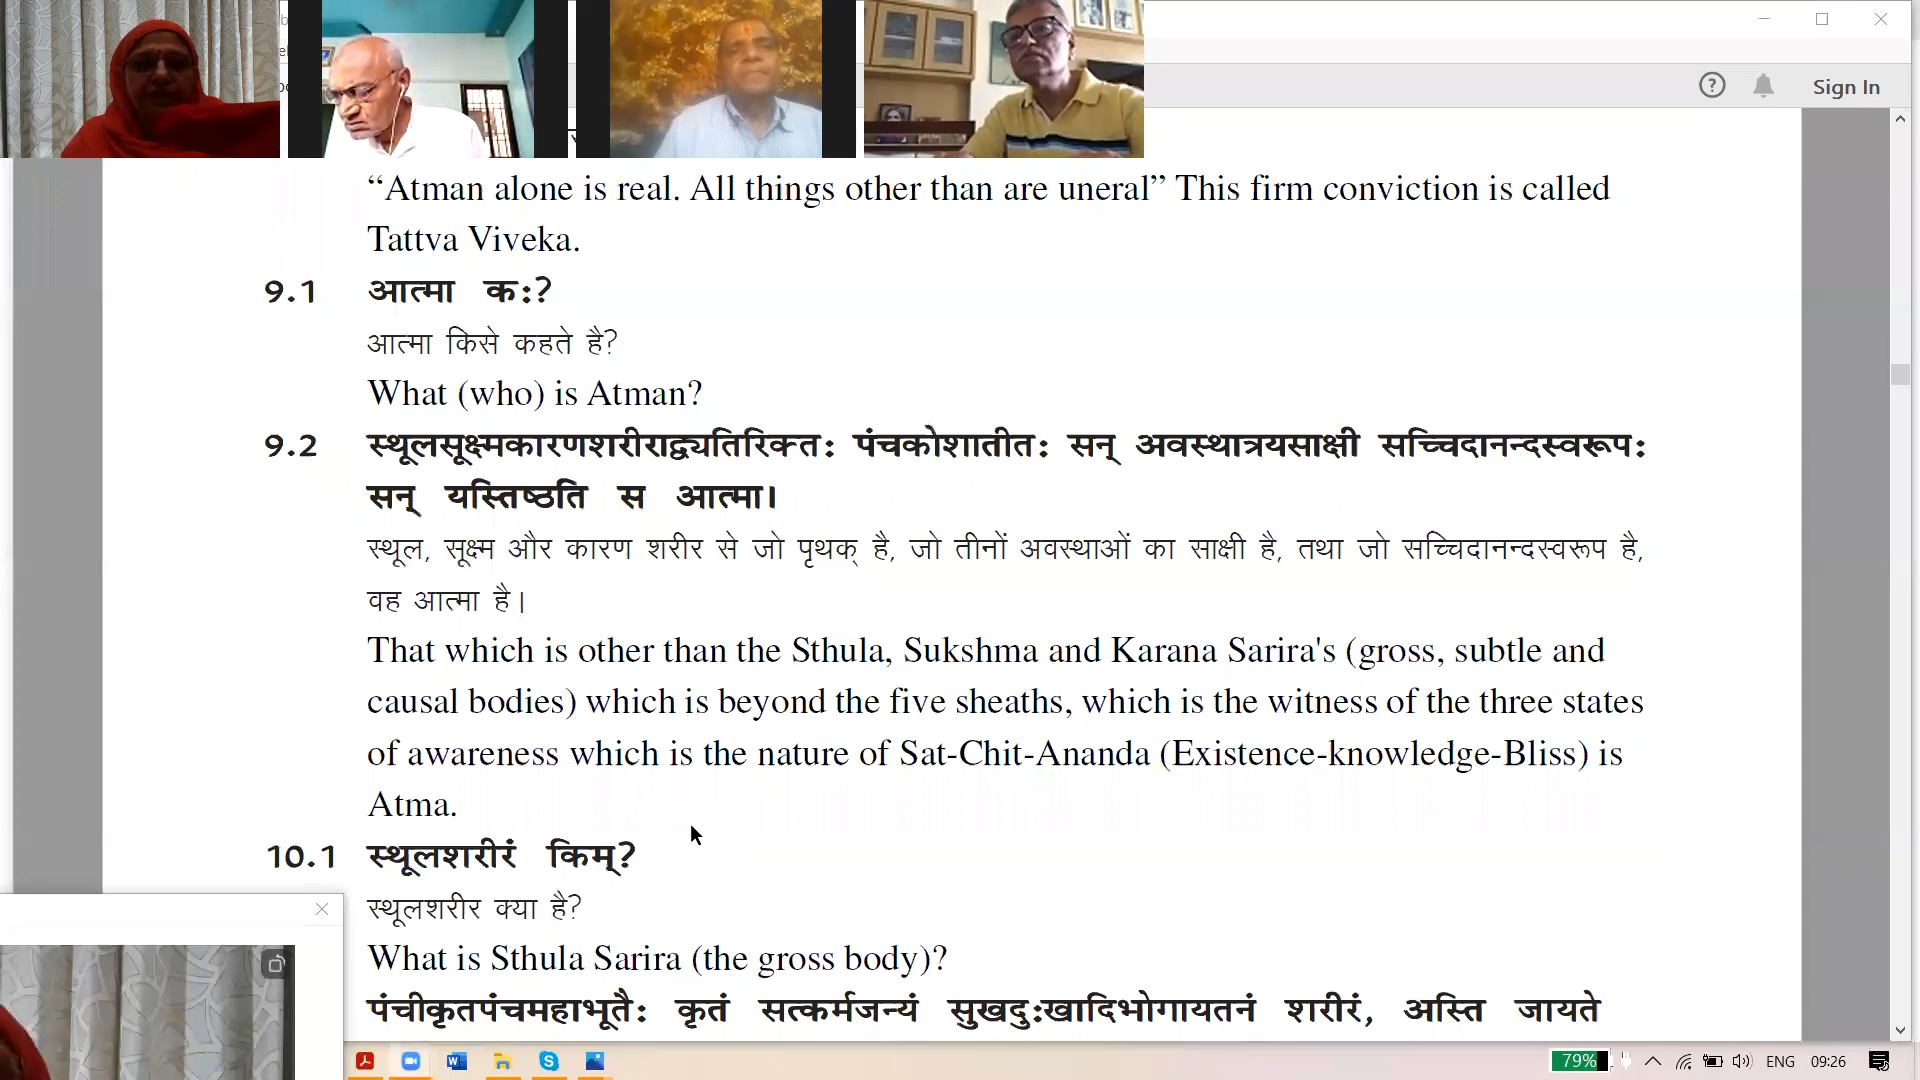 Sign In
“Atman alone is real. All things other than are uneral” This firm conviction is called
Tattva Viveka.
9.1 आत्मा कः?
आत्मा किसे कहते है?
What (who) is Atman?
9.2 स्थूलसूक्ष्मकारणशरीराद्व्यतिरिक्तः पंचकोशातीतः सन् अवस्थात्रयसाक्षी सच्चिदानन्दस्वरूपः
सन् यस्तिष्ठति स आत्मा।
स्थूल, सूक्ष्म और कारण शरीर से जो पृथक् है, जो तीनों अवस्थाओं का साक्षी है, तथा जो सच्चिदानन्दस्वरूप है,
वह आत्मा है।
That which is other than the Sthula, Sukshma and Karana Sarira's (gross, subtle and
causal bodies) which is beyond the five sheaths, which is the witness of the three states
of awareness which is the nature of Sat-Chit-Ananda (Existence-knowledge-Bliss) is
Atma.
10.1 स्थूलशरीरं किम्?
स्थूलशरीर क्या है?
What is Sthula Sarira (the gross body)?
पंचीकृतपंचमहाभूतैः कृतं सत्कर्मजन्यं सुखदुःखादिभोगायतनं शरीरं, अस्ति जायते
79% ENG 09:26